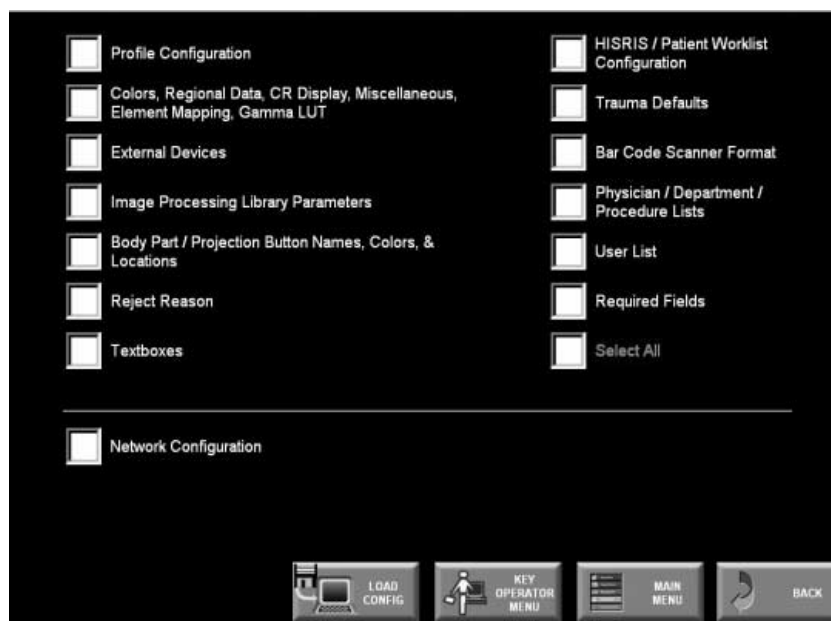 Profile Configuration
Colors, Regional Data, CR Display, Miscellaneous,
Element Mapping, Gamma LUT
External Devices
Image Processing Library Parameters
Body Part / Projection Button Names, Colors, &
Locations
Reject Reason
Textboxes
HISRIS / Patient Worklist
Configuration
Trauma Defaults
Bar Code Scanner Format
Physician / Department /
Procedure Lists
User List
Required Fields
Select All
Network Configuration
LOAD
CONFIG
KEY
OPERATOR
MENU
MAIN
MENU
BACK